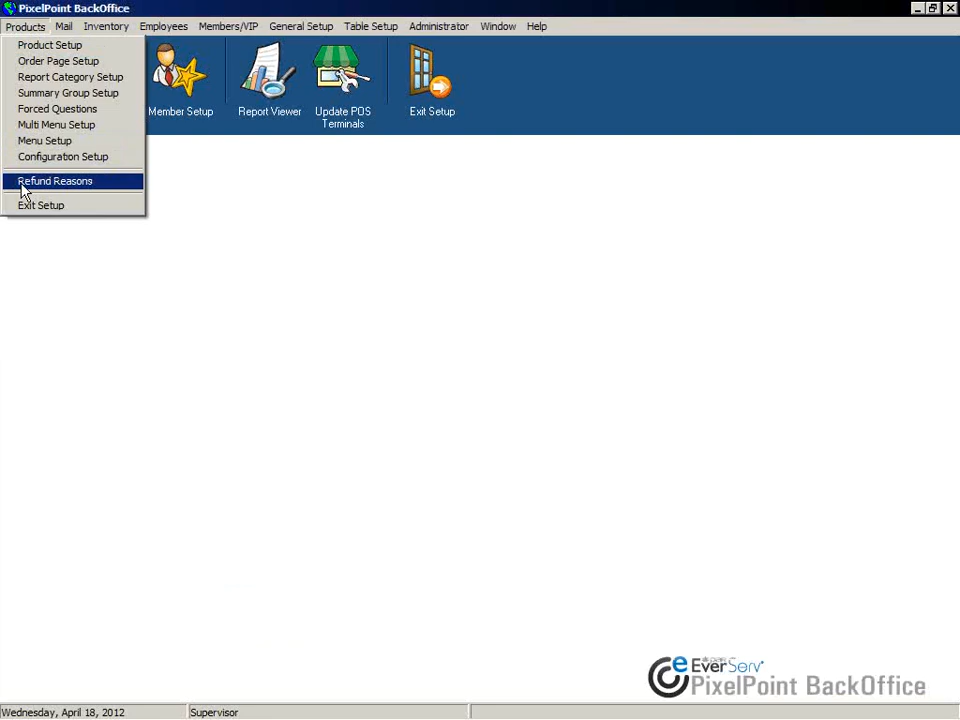 PixelPoint BackOffice
Products Mail Inventory Employees Members/VIP General Setup Table Setup Administrator Window Help
Product Setup
Order Page Setup
Report Category Setup
Summary Group Setup
Forced Questions
Multi Menu Setup
Menu Setup
Configuration Setup
Refund Reasons
Exit Setup
Member Setup
Report Viewer
Update POS
Terminals
Exit Setup
EverServ
PixelPoint BackOffice
Wednesday, April 18, 2012
Supervisor